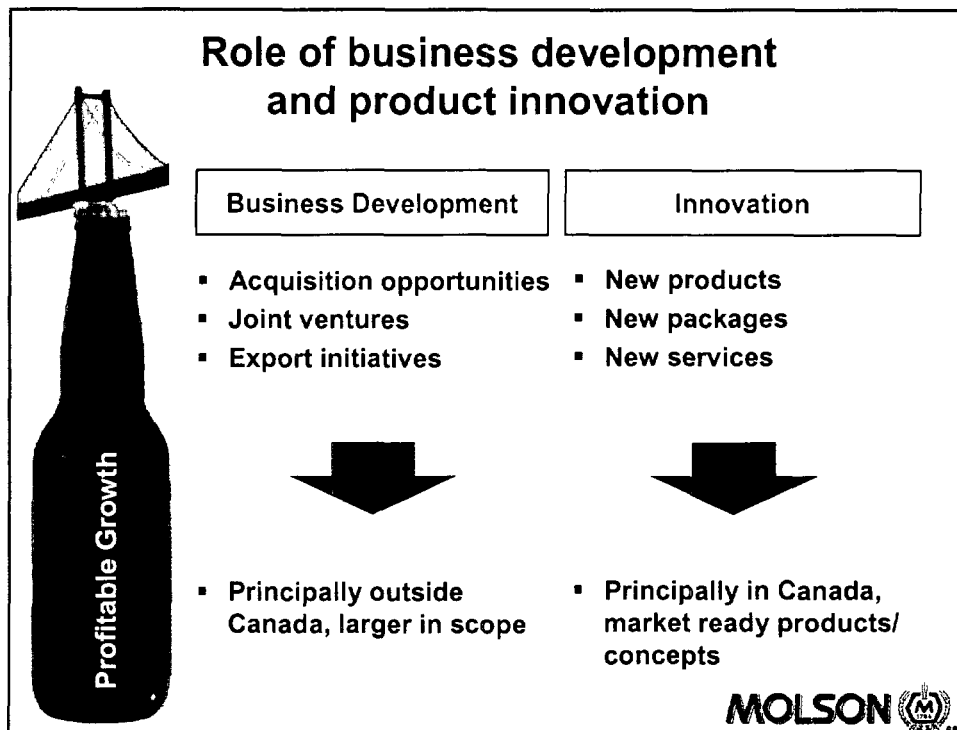 Role of business development
and product innovation
Business Development
▪ Acquisition opportunities
▪ Joint ventures
▪ Export initiatives
▪ Principally outside
Canada, larger in scope
Innovation
▪ New products
▪ New packages
▪ New services
▪ Principally in Canada,
market ready products/
concepts
Profitable Growth
MOLSON
M